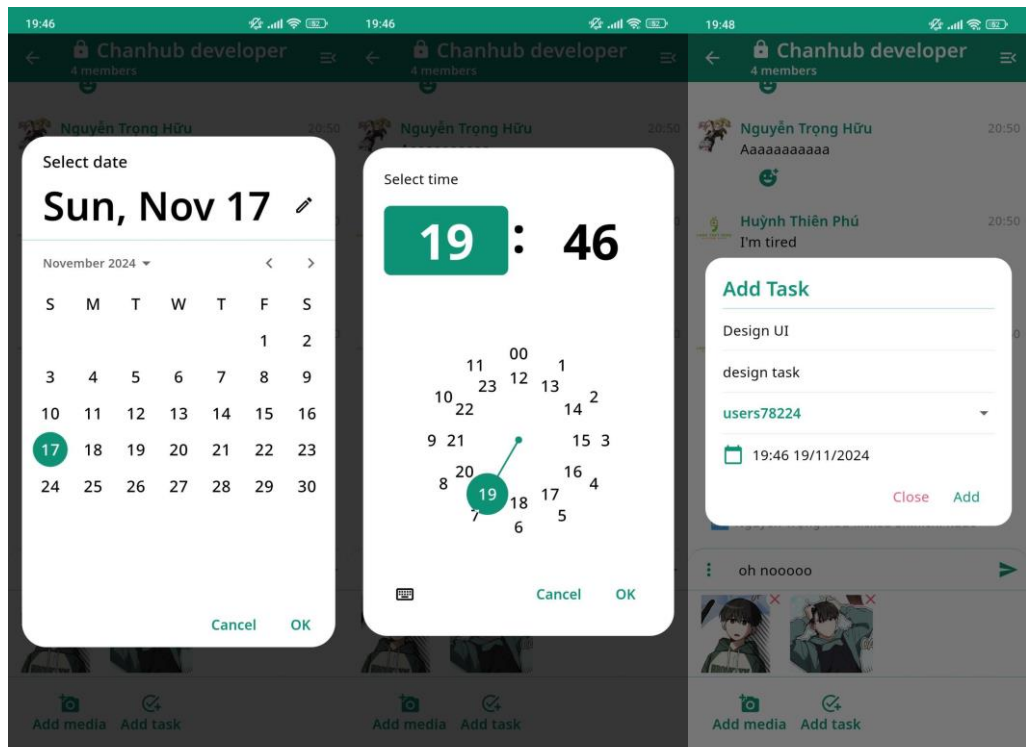 19:46
82
Chanhub developer
4 members
Nguyễn Trọng Hữu 20:50
Select date
Sun, Nov 17
November 2024
S M T W T F S
1 2
3 4 5 6 7 8 9
10 11 12 13 14 15 16
17 18 19 20 21 22 23
24 25 26 27 28 29 30
Cancel OK
Add media Add task
19:46
82
Chanhub developer
4 members
Nguyễn Trọng Hữu 20:50
Select time
19 : 46
00
11 1
23 12 13
10 2
22 14
9 21 15 3
20 16
8 4
19 18 17
7 5
6
Cancel OK
Add media Add task
19:48
82
Chanhub developer
4 members
Nguyễn Trọng Hữu 20:50
Aaaaaaaaaaa
Huỳnh Thiên Phú 20:50
I'm tired
Add Task
Design UI
design task
users78224
19:46 19/11/2024
Close Add
oh nooooo
Add media Add task